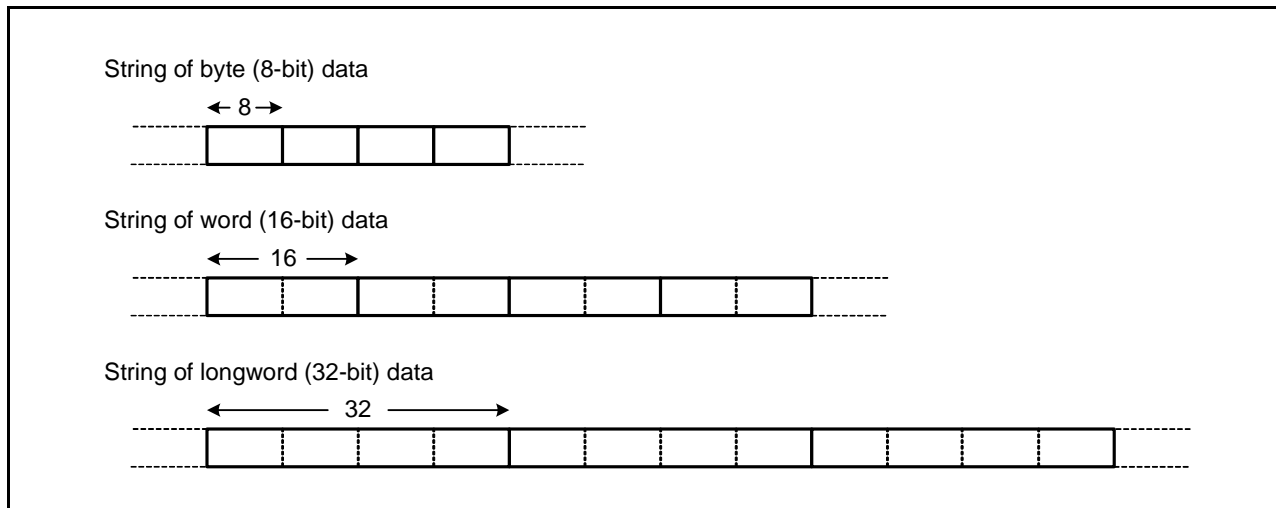 String of byte (8-bit) data
8
String of word (16-bit) data
16
String of longword (32-bit) data
32